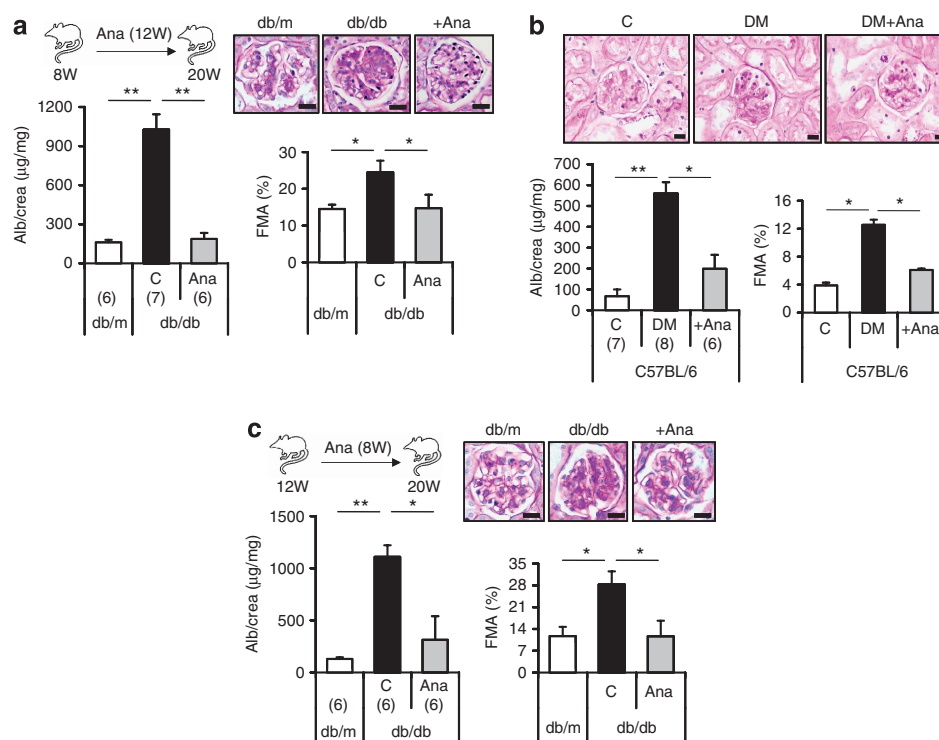 a
Ana (12W)
8W
20W
db/m
db/db
+Ana
**
**
Alb/crea (µg/mg)
1200
900
600
300
0
(6)
C
(7)
Ana
(6)
db/m
db/db
*
*
FMA (%)
30
20
10
0
C
Ana
db/m
db/db
b
C
DM
DM+Ana
**
*
Alb/crea (µg/mg)
700
600
500
400
300
200
100
0
C
(7)
DM
(8)
+Ana
(6)
C57BL/6
*
*
FMA (%)
16
12
8
4
0
C
DM
+Ana
C57BL/6
c
Ana (8W)
12W
20W
db/m
db/db
+Ana
**
*
Alb/crea (µg/mg)
1500
1000
500
0
(6)
C
(6)
Ana
(6)
db/m
db/db
*
*
FMA (%)
35
28
21
14
7
0
C
Ana
db/m
db/db